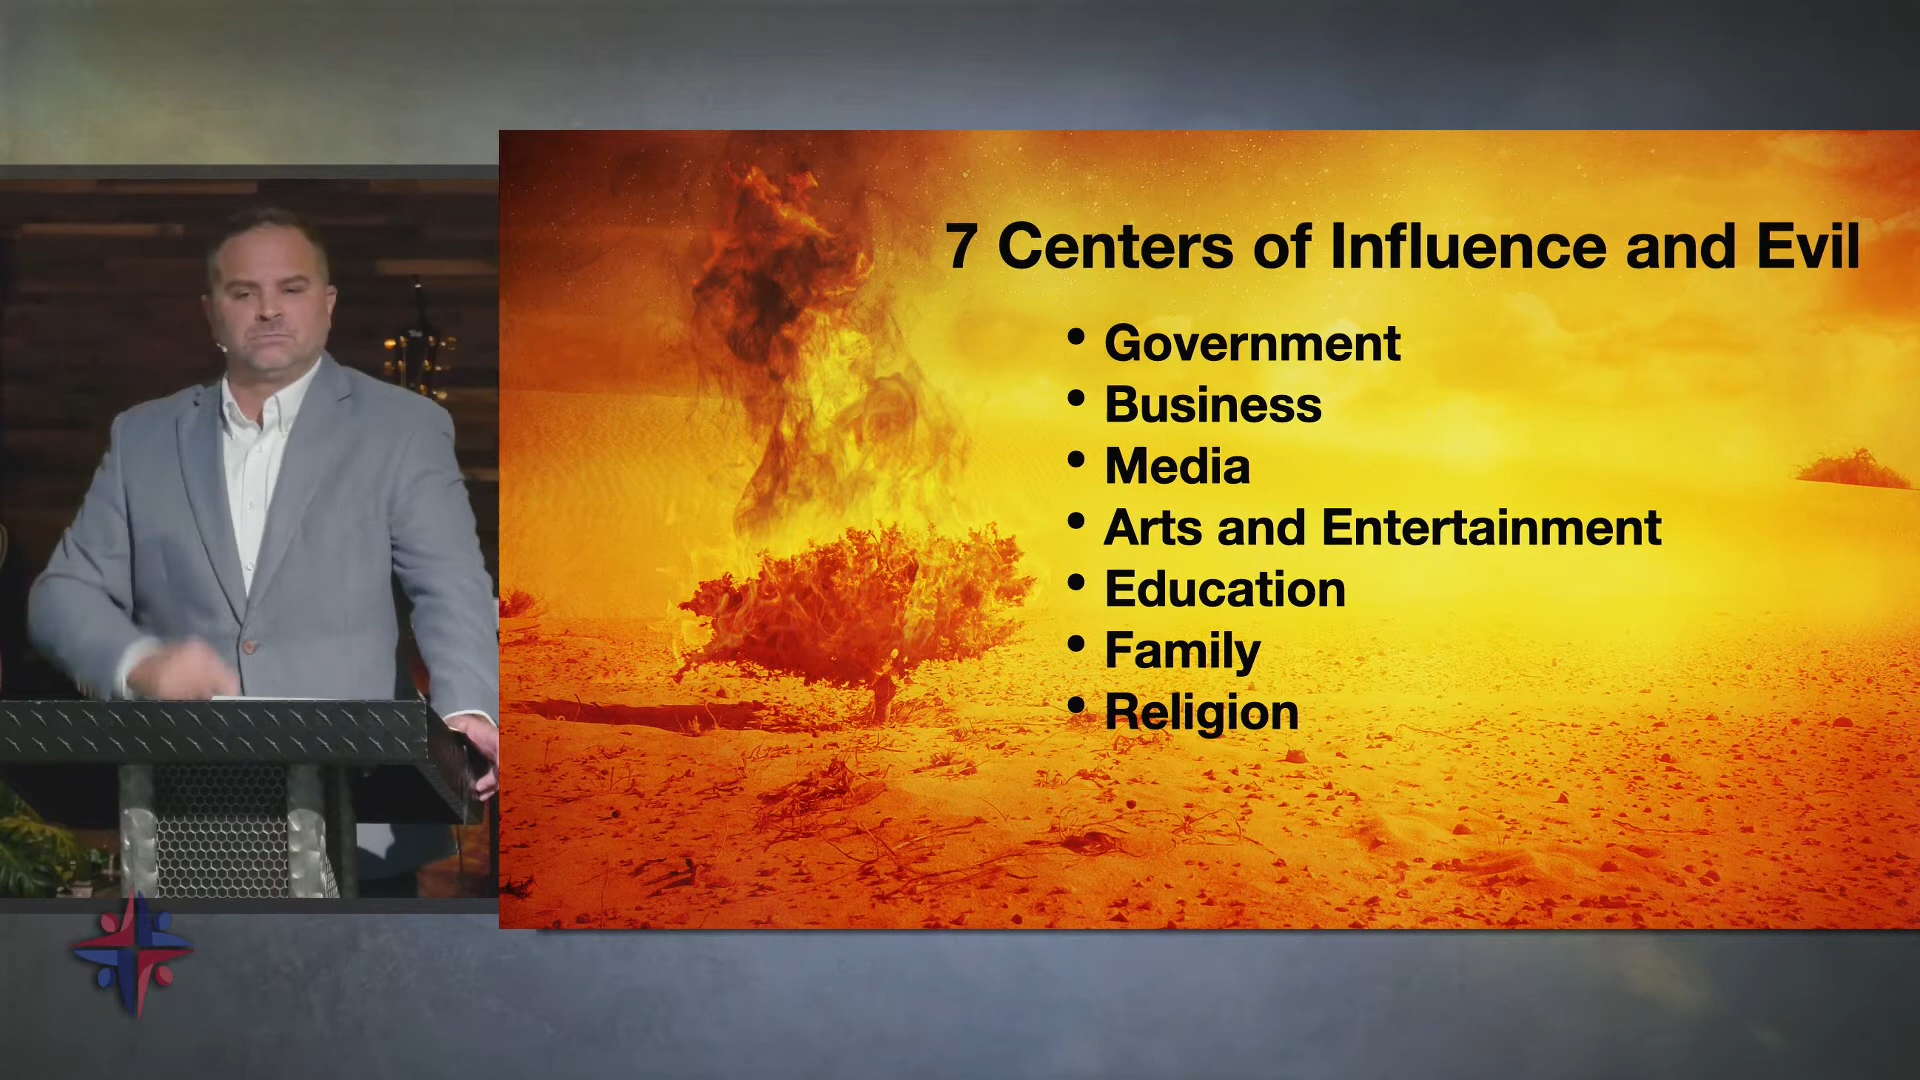 7 Centers of Influence and Evil
• Government
• Business
• Media
• Arts and Entertainment
• Education
• Family
• Religion